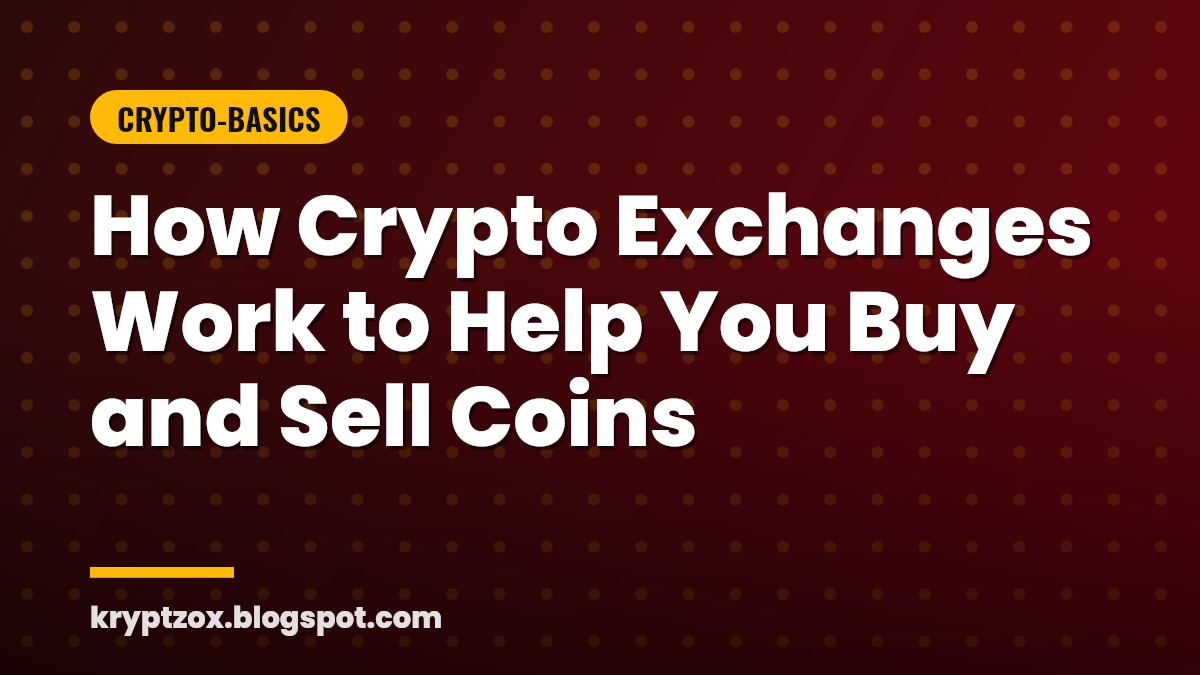 CRYPTO-BASICS
How Crypto Exchanges
Work to Help You Buy
and Sell Coins
kryptzox.blogspot.com